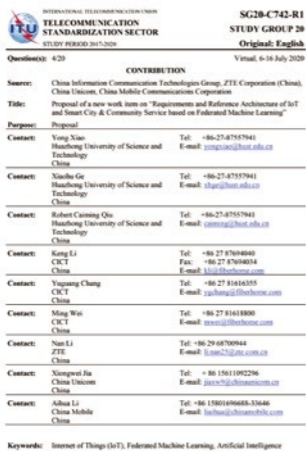 INTERNATIONAL TELECOMMUNICATION UNION
TELECOMMUNICATION
STANDARDIZATION SECTOR
STUDY PERIOD 2017-2020
SG20-C742-R1
STUDY GROUP 20
Original: English
Question(s): 4/20
Virtual, 6-16 July 2020
CONTRIBUTION
Source: China Information Communication Technologies Group, ZTE Corporation (China),
China Unicom, China Mobile Communications Corporation
Title: Proposal of a new work item on "Requirements and Reference Architecture of IoT
and Smart City & Community Service based on Federated Machine Learning"
Purpose: Proposal
Contact: Yong Xiao Tel: +86-27-87557941
Huazhong University of Science and E-mail: yongxiao@hust.edu.cn
Technology
China
Contact: Xiaohu Ge Tel: +86-27-87557941
Huazhong University of Science and E-mail: xhge@hust.edu.cn
Technology
China
Contact: Robert Caiming Qiu Tel: +86-27-87557941
Huazhong University of Science and E-mail: caiming@hust.edu.cn
Technology
China
Contact: Keng Li Tel: +86 27 87694040
CICT Fax: +86 27 87694034
China E-mail: kli@fiberhome.com
Contact: Yuguang Chang Tel: +86 27 81616355
CICT E-mail: ygchang@fiberhome.com
China
Contact: Ming Wei Tel: +86 27 81618800
CICT E-mail: mwei@fiberhome.com
China
Contact: Nan Li Tel: +86 29 68700944
ZTE E-mail: li.nan25@zte.com.cn
China
Contact: Xiongwei Jia Tel: + 86 15611092296
China Unicom E-mail: jiaxw9@chinaunicom.cn
China
Contact: Aihua Li Tel: +86 15801696688-33646
China Mobile E-mail:
China
Keywords: Internet of Things (IoT), Federated Machine Learning, Artificial Intelligence